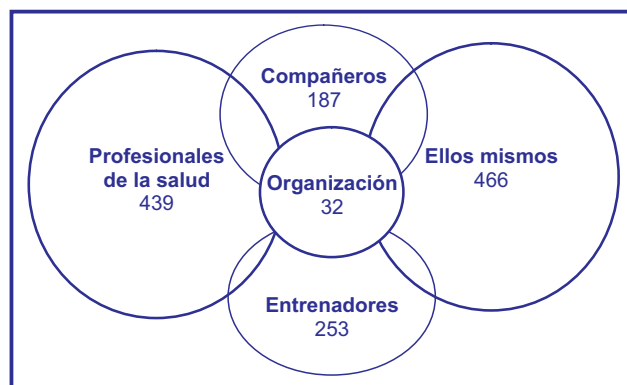 Compañeros
187
Profesionales
de la salud
439
Organización
32
Ellos mismos
466
Entrenadores
253